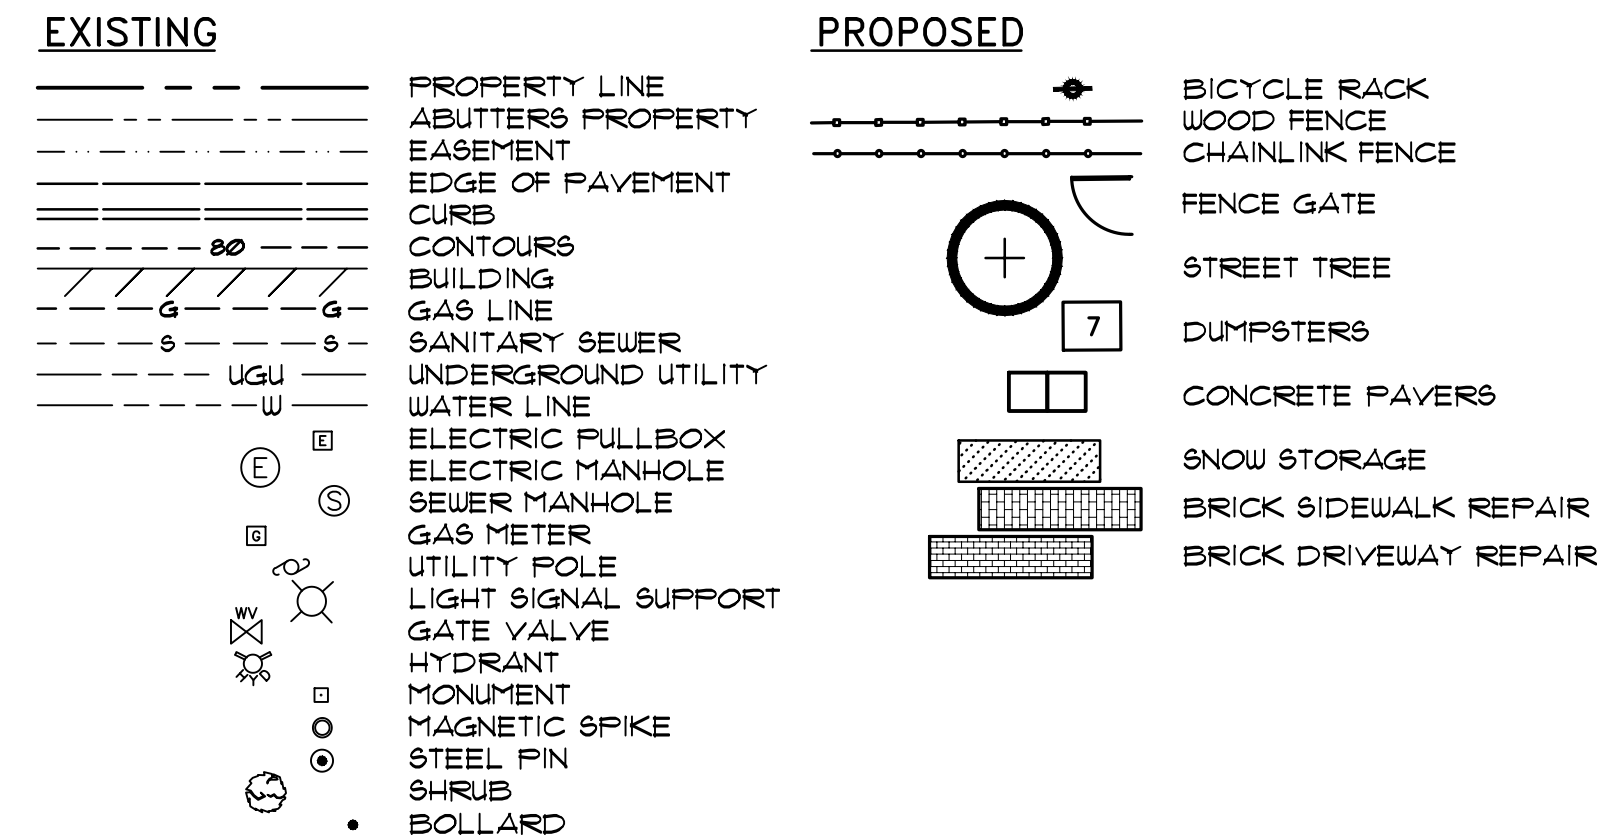 EXISTING
PROPERTY LINE
ABUTTERS PROPERTY
EASEMENT
EDGE OF PAVEMENT
CURB
80 CONTOURS
BUILDING
G G GAS LINE
S S SANITARY SEWER
UGU UNDERGROUND UTILITY
W WATER LINE
E ELECTRIC PULLBOX
E ELECTRIC MANHOLE
S SEWER MANHOLE
G GAS METER
UTILITY POLE
LIGHT SIGNAL SUPPORT
WV
GATE VALVE
HYDRANT
HYD
MONUMENT
MAGNETIC SPIKE
STEEL PIN
SHRUB
BOLLARD
PROPOSED
BICYCLE RACK
WOOD FENCE
CHAINLINK FENCE
FENCE GATE
STREET TREE
7 DUMPSTERS
CONCRETE PAVERS
SNOW STORAGE
BRICK SIDEWALK REPAIR
BRICK DRIVEWAY REPAIR